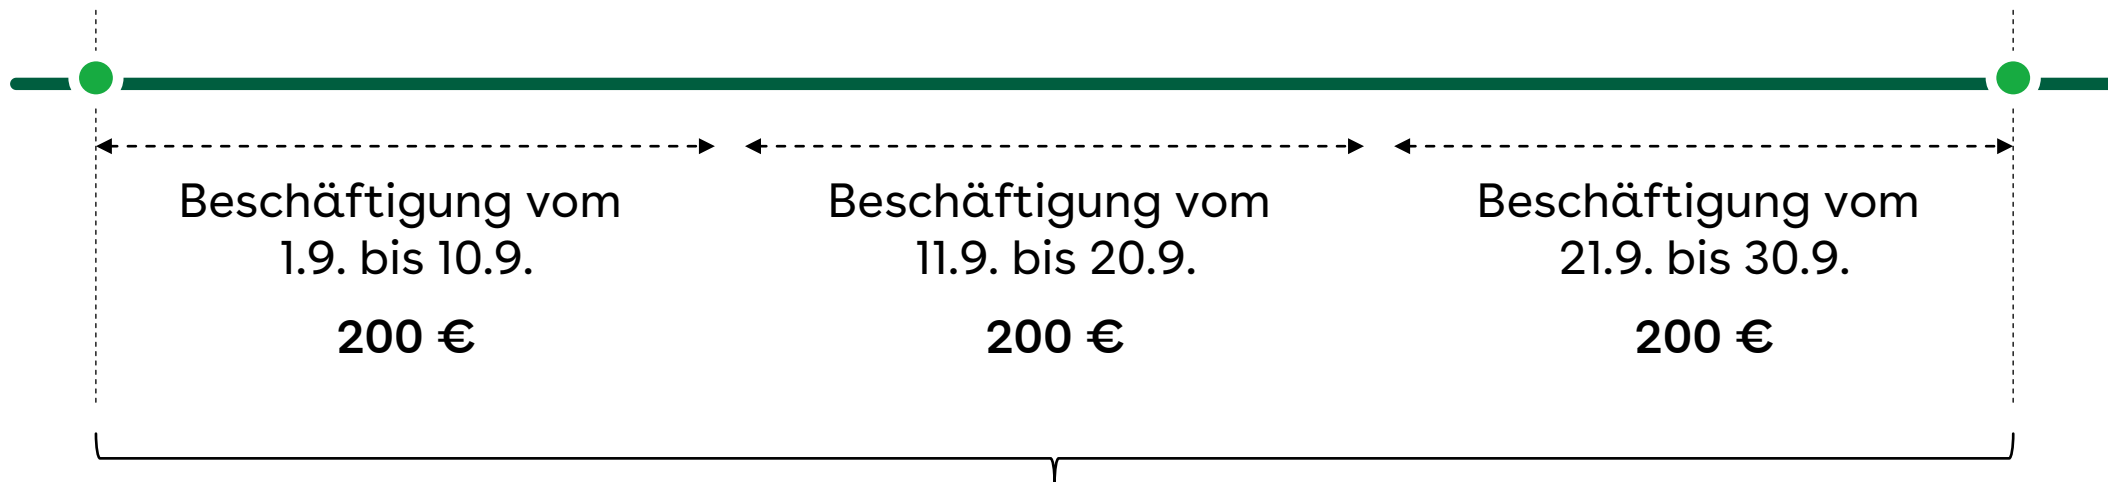 Beschäftigung vom
1.9. bis 10.9.
200 €
Beschäftigung vom
11.9. bis 20.9.
200 €
Beschäftigung vom
21.9. bis 30.9.
200 €